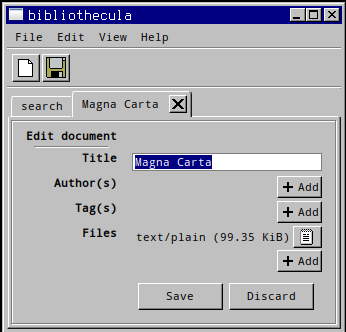 bibliothecula
File Edit View Help
search Magna Carta
Edit document
Title Magna Carta
Author(s) Add
Tag(s) Add
Files text/plain (99.35 KiB)
Add
Save Discard